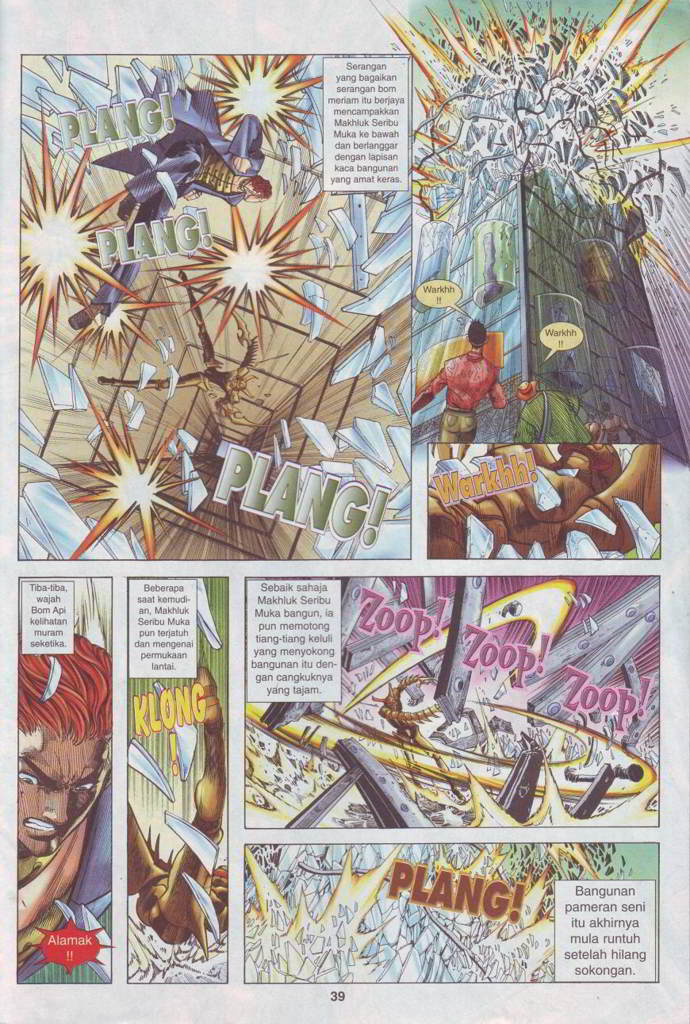 PLANG!
PLANG!
Serangan
yang bagaikan
serangan bom
meriam itu berjaya
mencampakkan
Makhluk Seribu
Muka ke bawah
dan berlanggar
dengan lapisan
kaca bangunan
yang amat keras.
PLANG!
Warkhh
!!
Warkhh
!!
Warkhh!
Tiba-tiba,
wajah
Bom Api
kelihatan
muram
seketika.
Alamak
!!
Beberapa
saat kemudi-
an, Makhluk
Seribu Muka
pun terjatuh
dan mengenai
permukaan
lantai.
KLONG
!
Sebaik sahaja
Makhluk Seribu
Muka bangun, ia
pun memotong
tiang-tiang keluli
yang menyokong
bangunan itu de-
ngan cangkuknya
yang tajam.
Zoop!
Zoop!
Zoop!
PLANG!
Bangunan
pameran seni
itu akhirnya
mula runtuh
setelah hilang
sokongan.
39